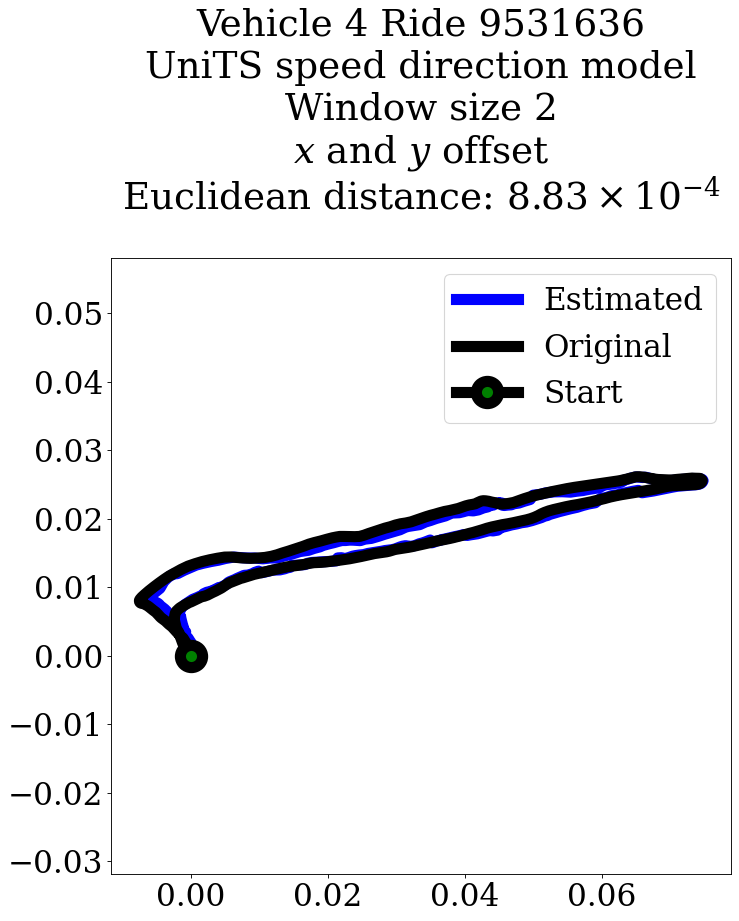 Vehicle 4 Ride 9531636
UniTS speed direction model
Window size 2
x and y offset
Euclidean distance: 8.83 × 10⁻⁴
Estimated
Original
Start
0.05
0.04
0.03
0.02
0.01
0.00
−0.01
−0.02
−0.03
0.00 0.02 0.04 0.06